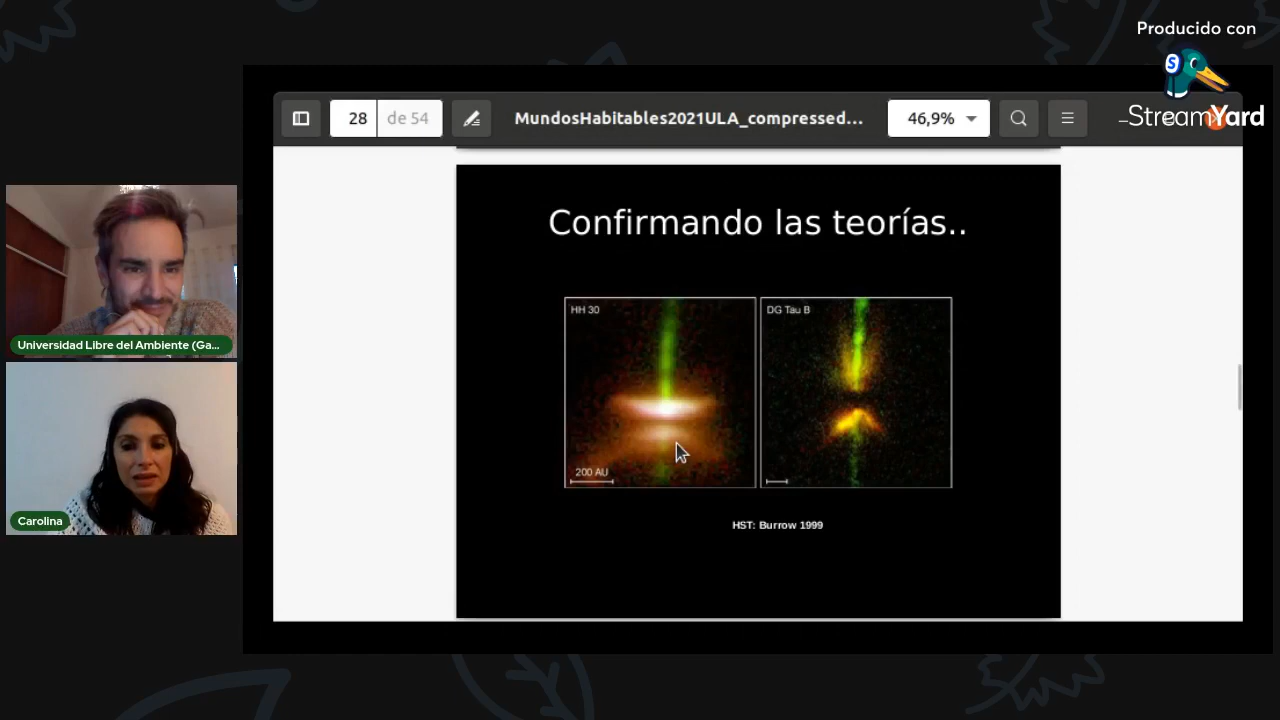 Producido con
StreamYard
28
de 54
MundosHabitables2021ULA_compressed...
46,9%
Confirmando las teorías..
HH 30
DG Tau B
200 AU
HST: Burrow 1999
Universidad Libre del Ambiente (Ga...
Carolina